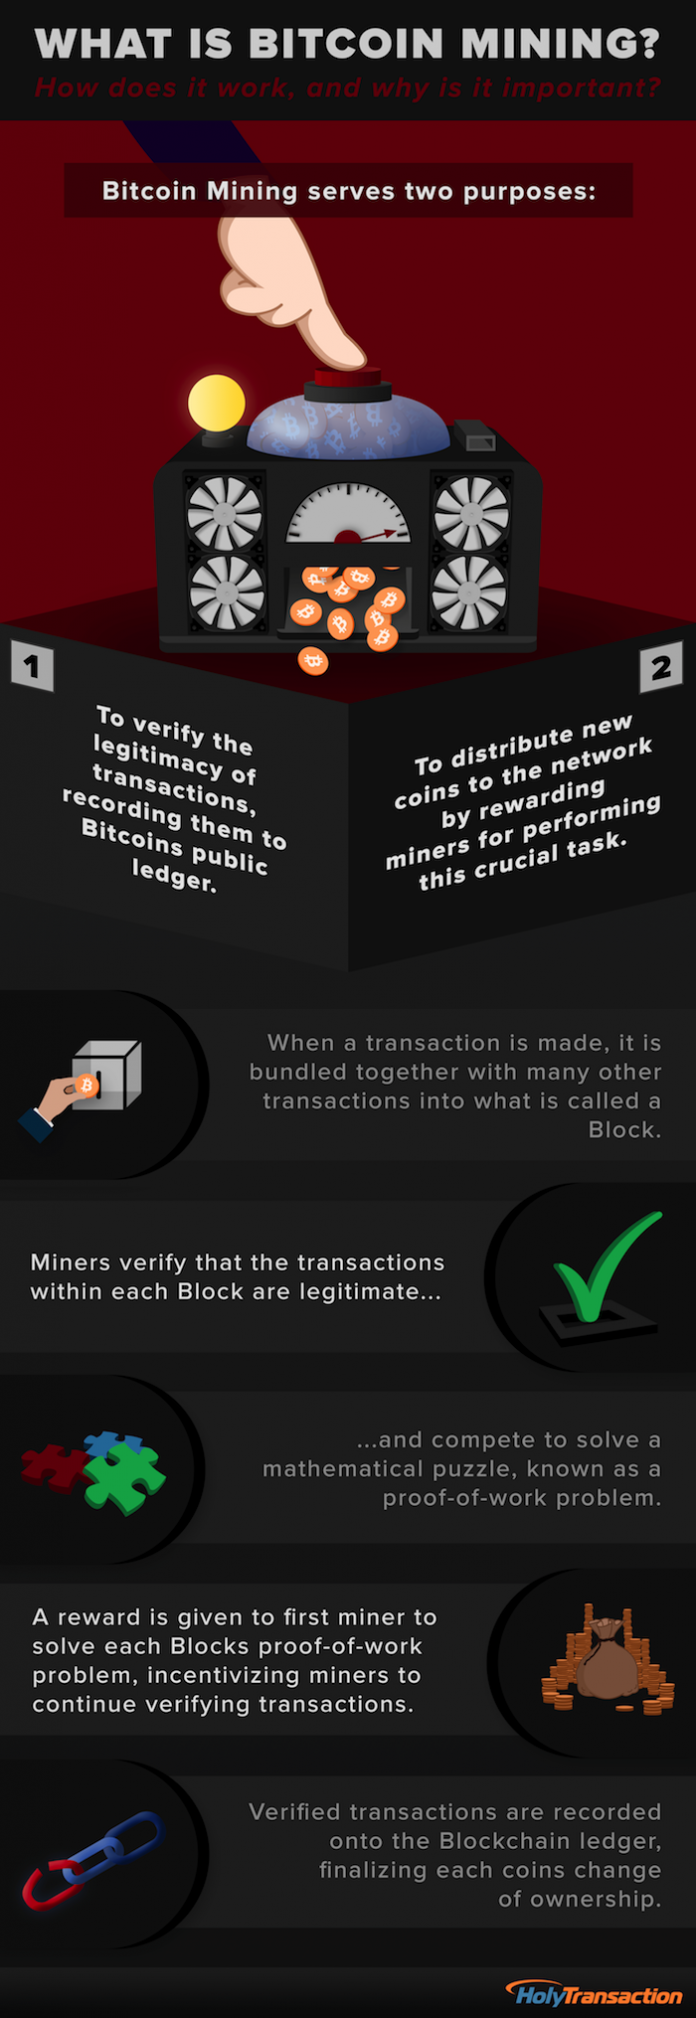 WHAT IS BITCOIN MINING?
How does it work, and why is it important?
Bitcoin Mining serves two purposes:
1
To verify the
legitimacy of
transactions,
recording them to
Bitcoins public
ledger.
2
To distribute new
coins to the network
by rewarding
miners for performing
this crucial task.
When a transaction is made, it is
bundled together with many other
transactions into what is called a
Block.
Miners verify that the transactions
within each Block are legitimate...
...and compete to solve a
mathematical puzzle, known as a
proof-of-work problem.
A reward is given to first miner to
solve each Blocks proof-of-work
problem, incentivizing miners to
continue verifying transactions.
Verified transactions are recorded
onto the Blockchain ledger,
finalizing each coins change
of ownership.
HolyTransaction